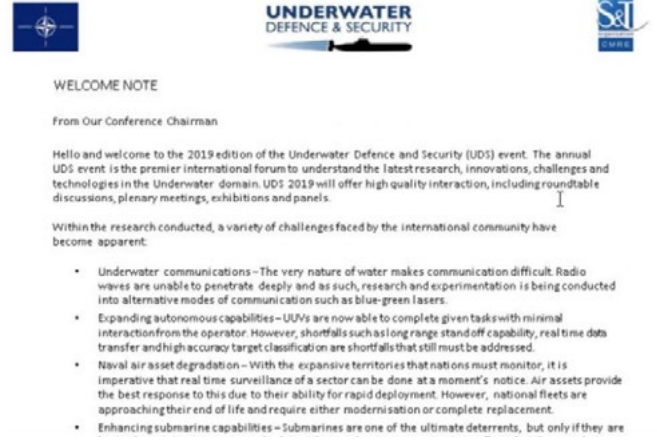 UNDERWATER
DEFENCE & SECURITY
S&T
organization
CMRE
WELCOME NOTE
From Our Conference Chairman
Hello and welcome to the 2019 edition of the Underwater Defence and Security (UDS) event. The annual
UDS event is the premier international forum to understand the latest research, innovations, challenges and
technologies in the Underwater domain. UDS 2019 will offer high quality interaction, including roundtable
discussions, plenary meetings, exhibitions and panels.
Within the research conducted, a variety of challenges faced by the international community have
become apparent:
• Underwater communications – The very nature of water makes communication difficult. Radio
waves are unable to penetrate deeply and as such, research and experimentation is being conducted
into alternative modes of communication such as blue-green lasers.
• Expanding autonomous capabilities – UUVs are now able to complete given tasks with minimal
interaction from the operator. However, shortfalls such as long range stand off capability, real time data
transfer and high accuracy target classification are shortfalls that still must be addressed.
• Naval air asset degradation – With the expansive territories that nations must monitor, it is
imperative that real time surveillance of a sector can be done at a moment's notice. Air assets provide
the best response to this due to their ability for rapid deployment. However, national fleets are
approaching their end of life and require either modernisation or complete replacement.
• Enhancing submarine capabilities – Submarines are one of the ultimate deterrents, but only if they are